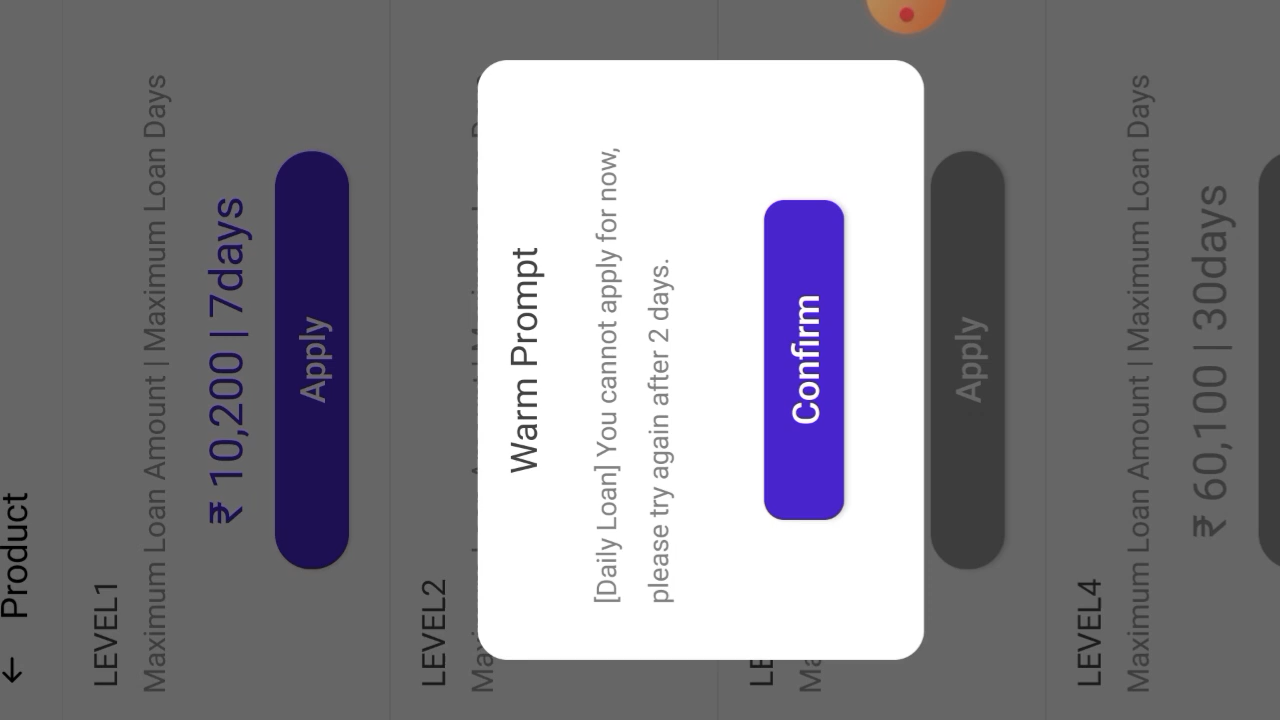 Product
LEVEL1
Maximum Loan Amount | Maximum Loan Days
₹ 10,200 | 7days
Apply
LEVEL2
Warm Prompt
[Daily Loan] You cannot apply for now,
please try again after 2 days.
Confirm
Apply
LEVEL4
Maximum Loan Amount | Maximum Loan Days
₹ 60,100 | 30days